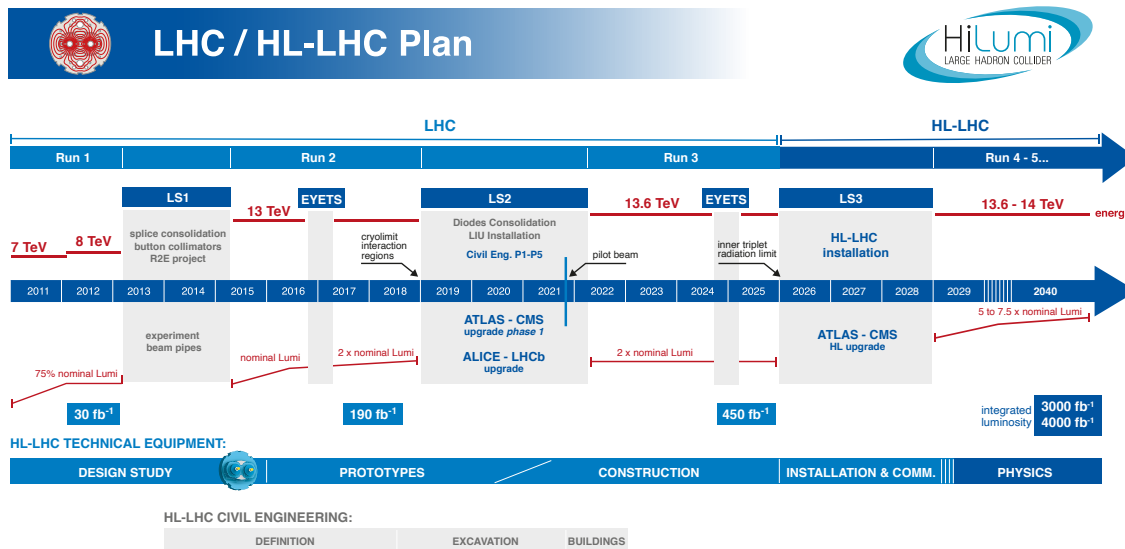 LHC / HL-LHC Plan
HiLumi
LARGE HADRON COLLIDER
LHC
HL-LHC
Run 1
Run 2
Run 3
Run 4 - 5...
LS1
EYETS
LS2
EYETS
LS3
7 TeV
8 TeV
13 TeV
13.6 TeV
13.6 - 14 TeV
energ
splice consolidation
button collimators
R2E project
cryolimit
interaction
regions
Diodes Consolidation
LIU Installation
Civil Eng. P1-P5
pilot beam
inner triplet
radiation limit
HL-LHC
installation
2011 2012 2013 2014 2015 2016 2017 2018 2019 2020 2021 2022 2023 2024 2025 2026 2027 2028 2029 2040
experiment
beam pipes
ATLAS - CMS
upgrade phase 1
ALICE - LHCb
upgrade
ATLAS - CMS
HL upgrade
75% nominal Lumi
nominal Lumi
2 x nominal Lumi
2 x nominal Lumi
5 to 7.5 x nominal Lumi
30 fb-1
190 fb-1
450 fb-1
integrated
luminosity
3000 fb-1
4000 fb-1
HL-LHC TECHNICAL EQUIPMENT:
DESIGN STUDY
PROTOTYPES
CONSTRUCTION
INSTALLATION & COMM.
PHYSICS
HL-LHC CIVIL ENGINEERING:
DEFINITION
EXCAVATION
BUILDINGS